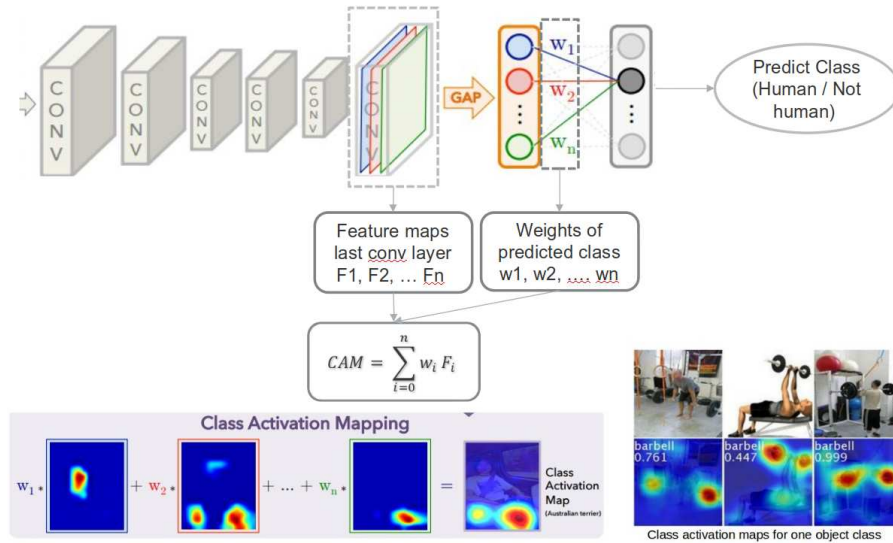 CONV
CONV
CONV
CONV
CONV
CONV
GAP
w1
w2
⋮
wn
⋮
Predict Class
(Human / Not
human)
Feature maps
last conv layer
F1, F2, … Fn
Weights of
predicted class
w1, w2, .... wn
CAM = ∑ i=0 n wi Fi
Class Activation Mapping
w1 * + w2 * + ... + wn * =
Class
Activation
Map
(Australian terrier)
barbell
0.761
barbell
0.447
barbell
0.999
Class activation maps for one object class